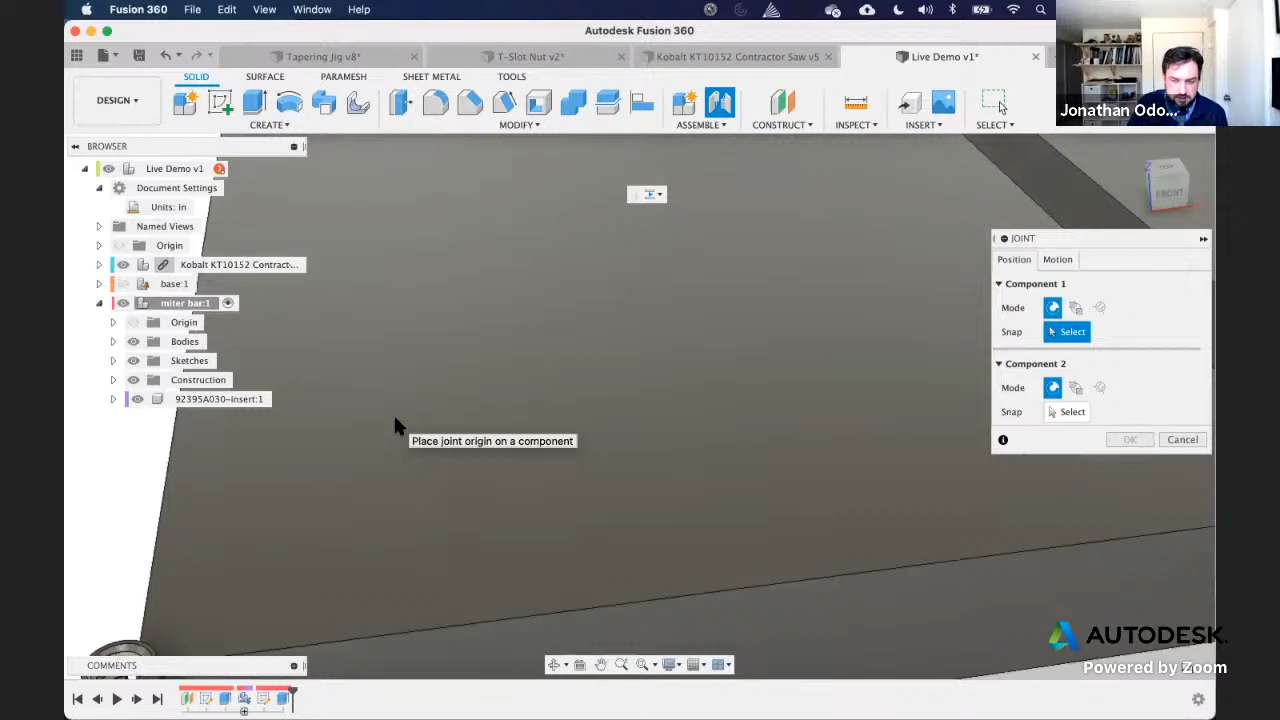 Fusion 360 File Edit View Window Help
Autodesk Fusion 360
Tapering Jig v8*
T-Slot Nut v2*
Kobalt KT10152 Contractor Saw v5
Live Demo v1*
SOLID SURFACE PARAMESH SHEET METAL TOOLS
DESIGN
CREATE MODIFY ASSEMBLE CONSTRUCT INSPECT INSERT SELECT
Jonathan Odo...
BROWSER
Live Demo v1
Document Settings
Units: in
Named Views
Origin
Kobalt KT10152 Contract-...
base:1
miter bar:1
Origin
Bodies
Sketches
Construction
92395A030-Insert:1
Place joint origin on a component
FRONT
JOINT
Position Motion
Component 1
Mode
Snap Select
Component 2
Mode
Snap Select
OK Cancel
AUTODESK.
Powered by Zoom
COMMENTS